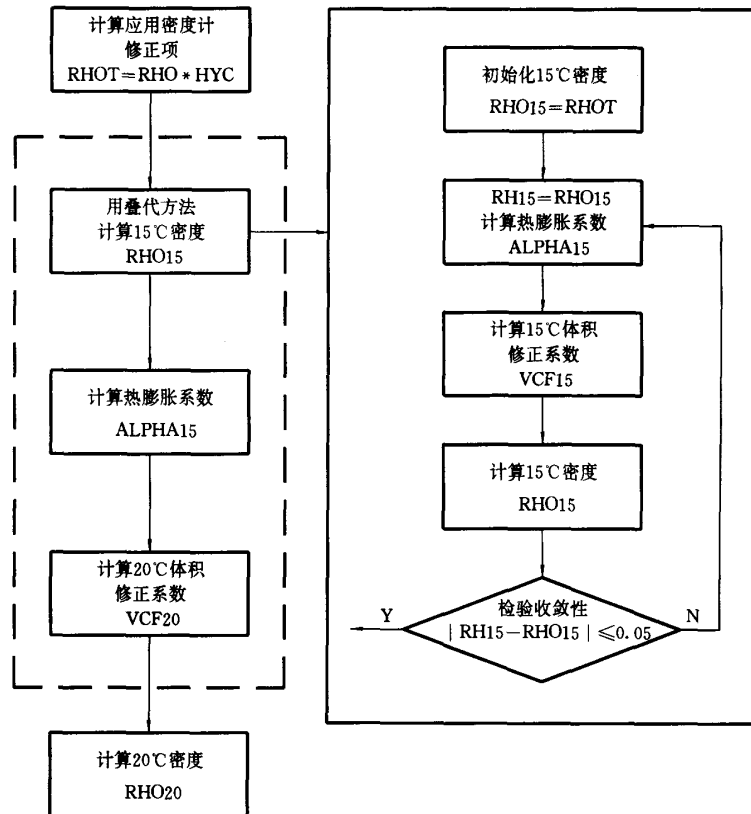 计算应用密度计
修正项
RHOT=RHO*HYC
用叠代方法
计算15℃密度
RHO15
计算热膨胀系数
ALPHA15
计算20℃体积
修正系数
VCF20
计算20℃密度
RHO20
初始化15℃密度
RHO15=RHOT
RH15=RHO15
计算热膨胀系数
ALPHA15
计算15℃体积
修正系数
VCF15
计算15℃密度
RHO15
检验收敛性
Y |RH15-RHO15|≤0.05 N